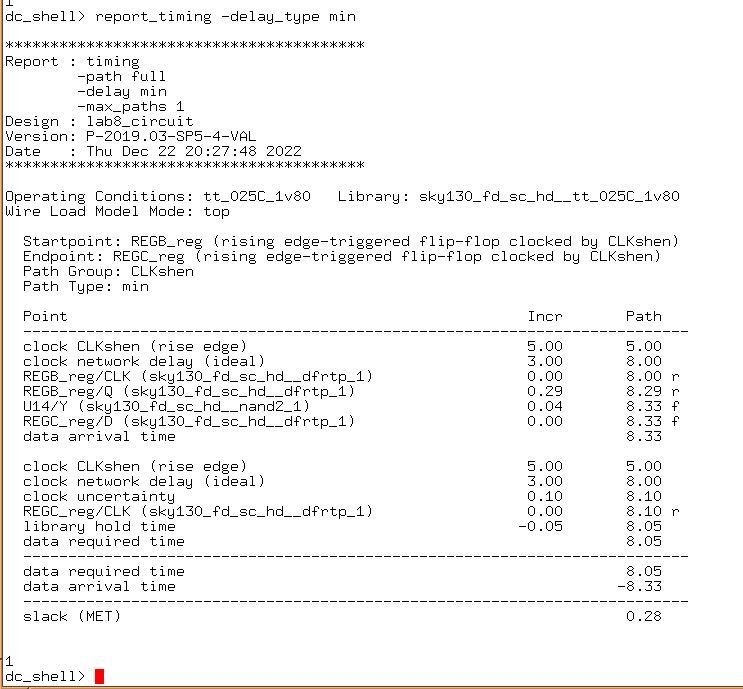 1
dc_shell> report_timing -delay_type min
****************************************
Report : timing
        -path full
        -delay min
        -max_paths 1
Design : lab8_circuit
Version: P-2019.03-SP5-4-VAL
Date   : Thu Dec 22 20:27:48 2022
****************************************
Operating Conditions: tt_025C_1v80   Library: sky130_fd_sc_hd__tt_025C_1v80
Wire Load Model Mode: top
  Startpoint: REGB_reg (rising edge-triggered flip-flop clocked by CLKshen)
  Endpoint: REGC_reg (rising edge-triggered flip-flop clocked by CLKshen)
  Path Group: CLKshen
  Path Type: min
  Point                                                   Incr       Path
  --------------------------------------------------------------------------
  clock CLKshen (rise edge)                               5.00       5.00
  clock network delay (ideal)                             3.00       8.00
  REGB_reg/CLK (sky130_fd_sc_hd__dfrtp_1)                 0.00       8.00 r
  REGB_reg/Q (sky130_fd_sc_hd__dfrtp_1)                   0.29       8.29 r
  U14/Y (sky130_fd_sc_hd__nand2_1)                        0.04       8.33 f
  REGC_reg/D (sky130_fd_sc_hd__dfrtp_1)                   0.00       8.33 f
  data arrival time                                                  8.33
  clock CLKshen (rise edge)                               5.00       5.00
  clock network delay (ideal)                             3.00       8.00
  clock uncertainty                                       0.10       8.10
  REGC_reg/CLK (sky130_fd_sc_hd__dfrtp_1)                 0.00       8.10 r
  library hold time                                      -0.05       8.05
  data required time                                                 8.05
  --------------------------------------------------------------------------
  data required time                                                 8.05
  data arrival time                                                 -8.33
  --------------------------------------------------------------------------
  slack (MET)                                                        0.28
1
dc_shell>